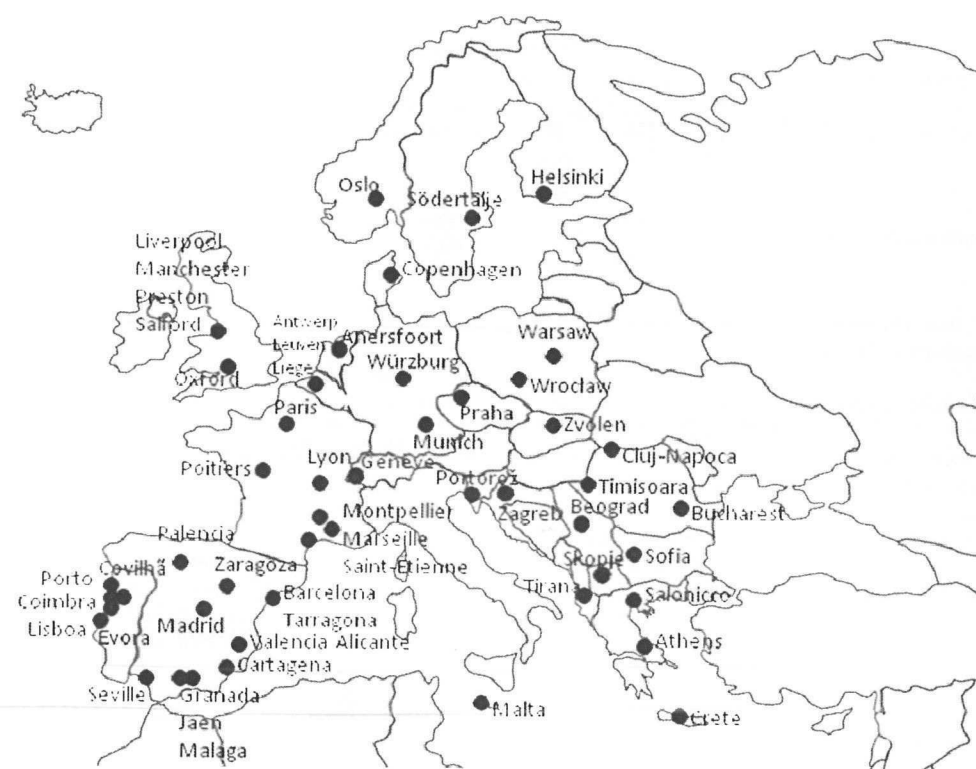 Oslo
Södertalje
Helsinki
Copenhagen
Liverpool
Manchester
Preston
Salford
Oxford
Antwerp
Leuven
Liege
Anersfoort
Würzburg
Warsaw
Wrocław
Praha
Paris
Munich
Zvolen
Lyon
Geneve
Cluj-Napoca
Poitiers
Portorož
Timisoara
Zagreb
Beograd
Bucharest
Montpellier
Marseille
Saint-Etienne
Palencia
Covilhã
Zaragoza
Skopje
Sofia
Porto
Coimbra
Lisboa
Evora
Madrid
Barcelona
Tarragona
Tirana
Salonicco
Valencia Alicante
Cartagena
Athens
Seville
Granada
Jaen
Malaga
Malta
Crete